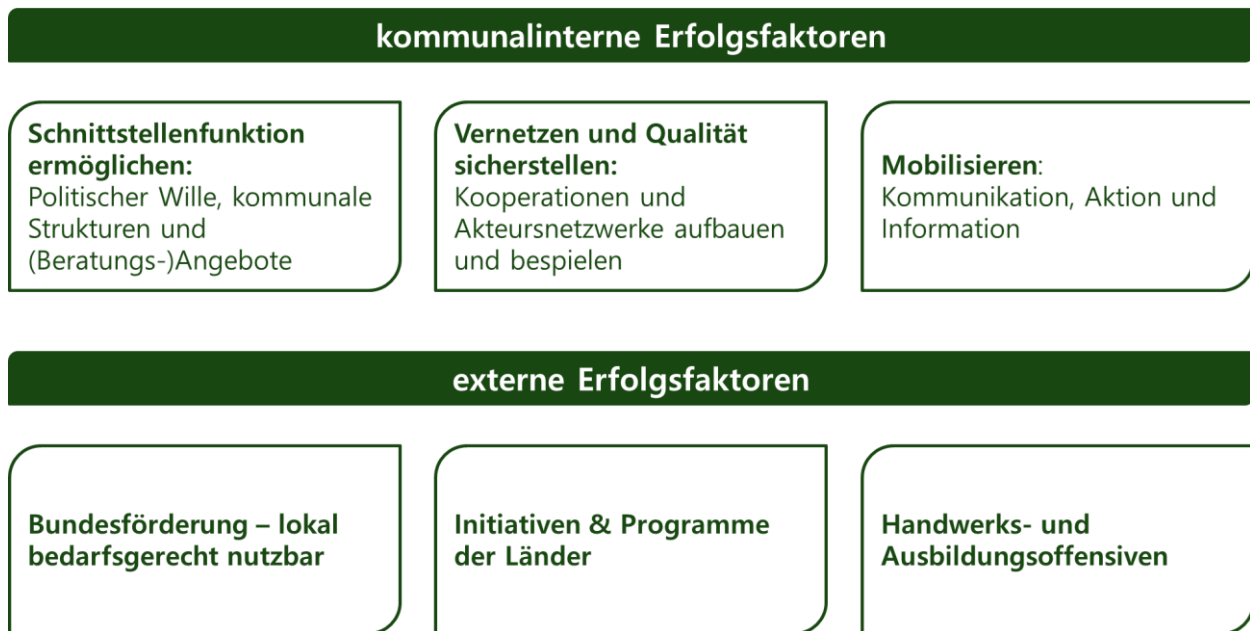 kommunalinterne Erfolgsfaktoren
Schnittstellenfunktion
ermöglichen:
Politischer Wille, kommunale
Strukturen und
(Beratungs-)Angebote
Vernetzen und Qualität
sicherstellen:
Kooperationen und
Akteursnetzwerke aufbauen
und bespielen
Mobilisieren:
Kommunikation, Aktion und
Information
externe Erfolgsfaktoren
Bundesförderung – lokal
bedarfsgerecht nutzbar
Initiativen & Programme
der Länder
Handwerks- und
Ausbildungsoffensiven